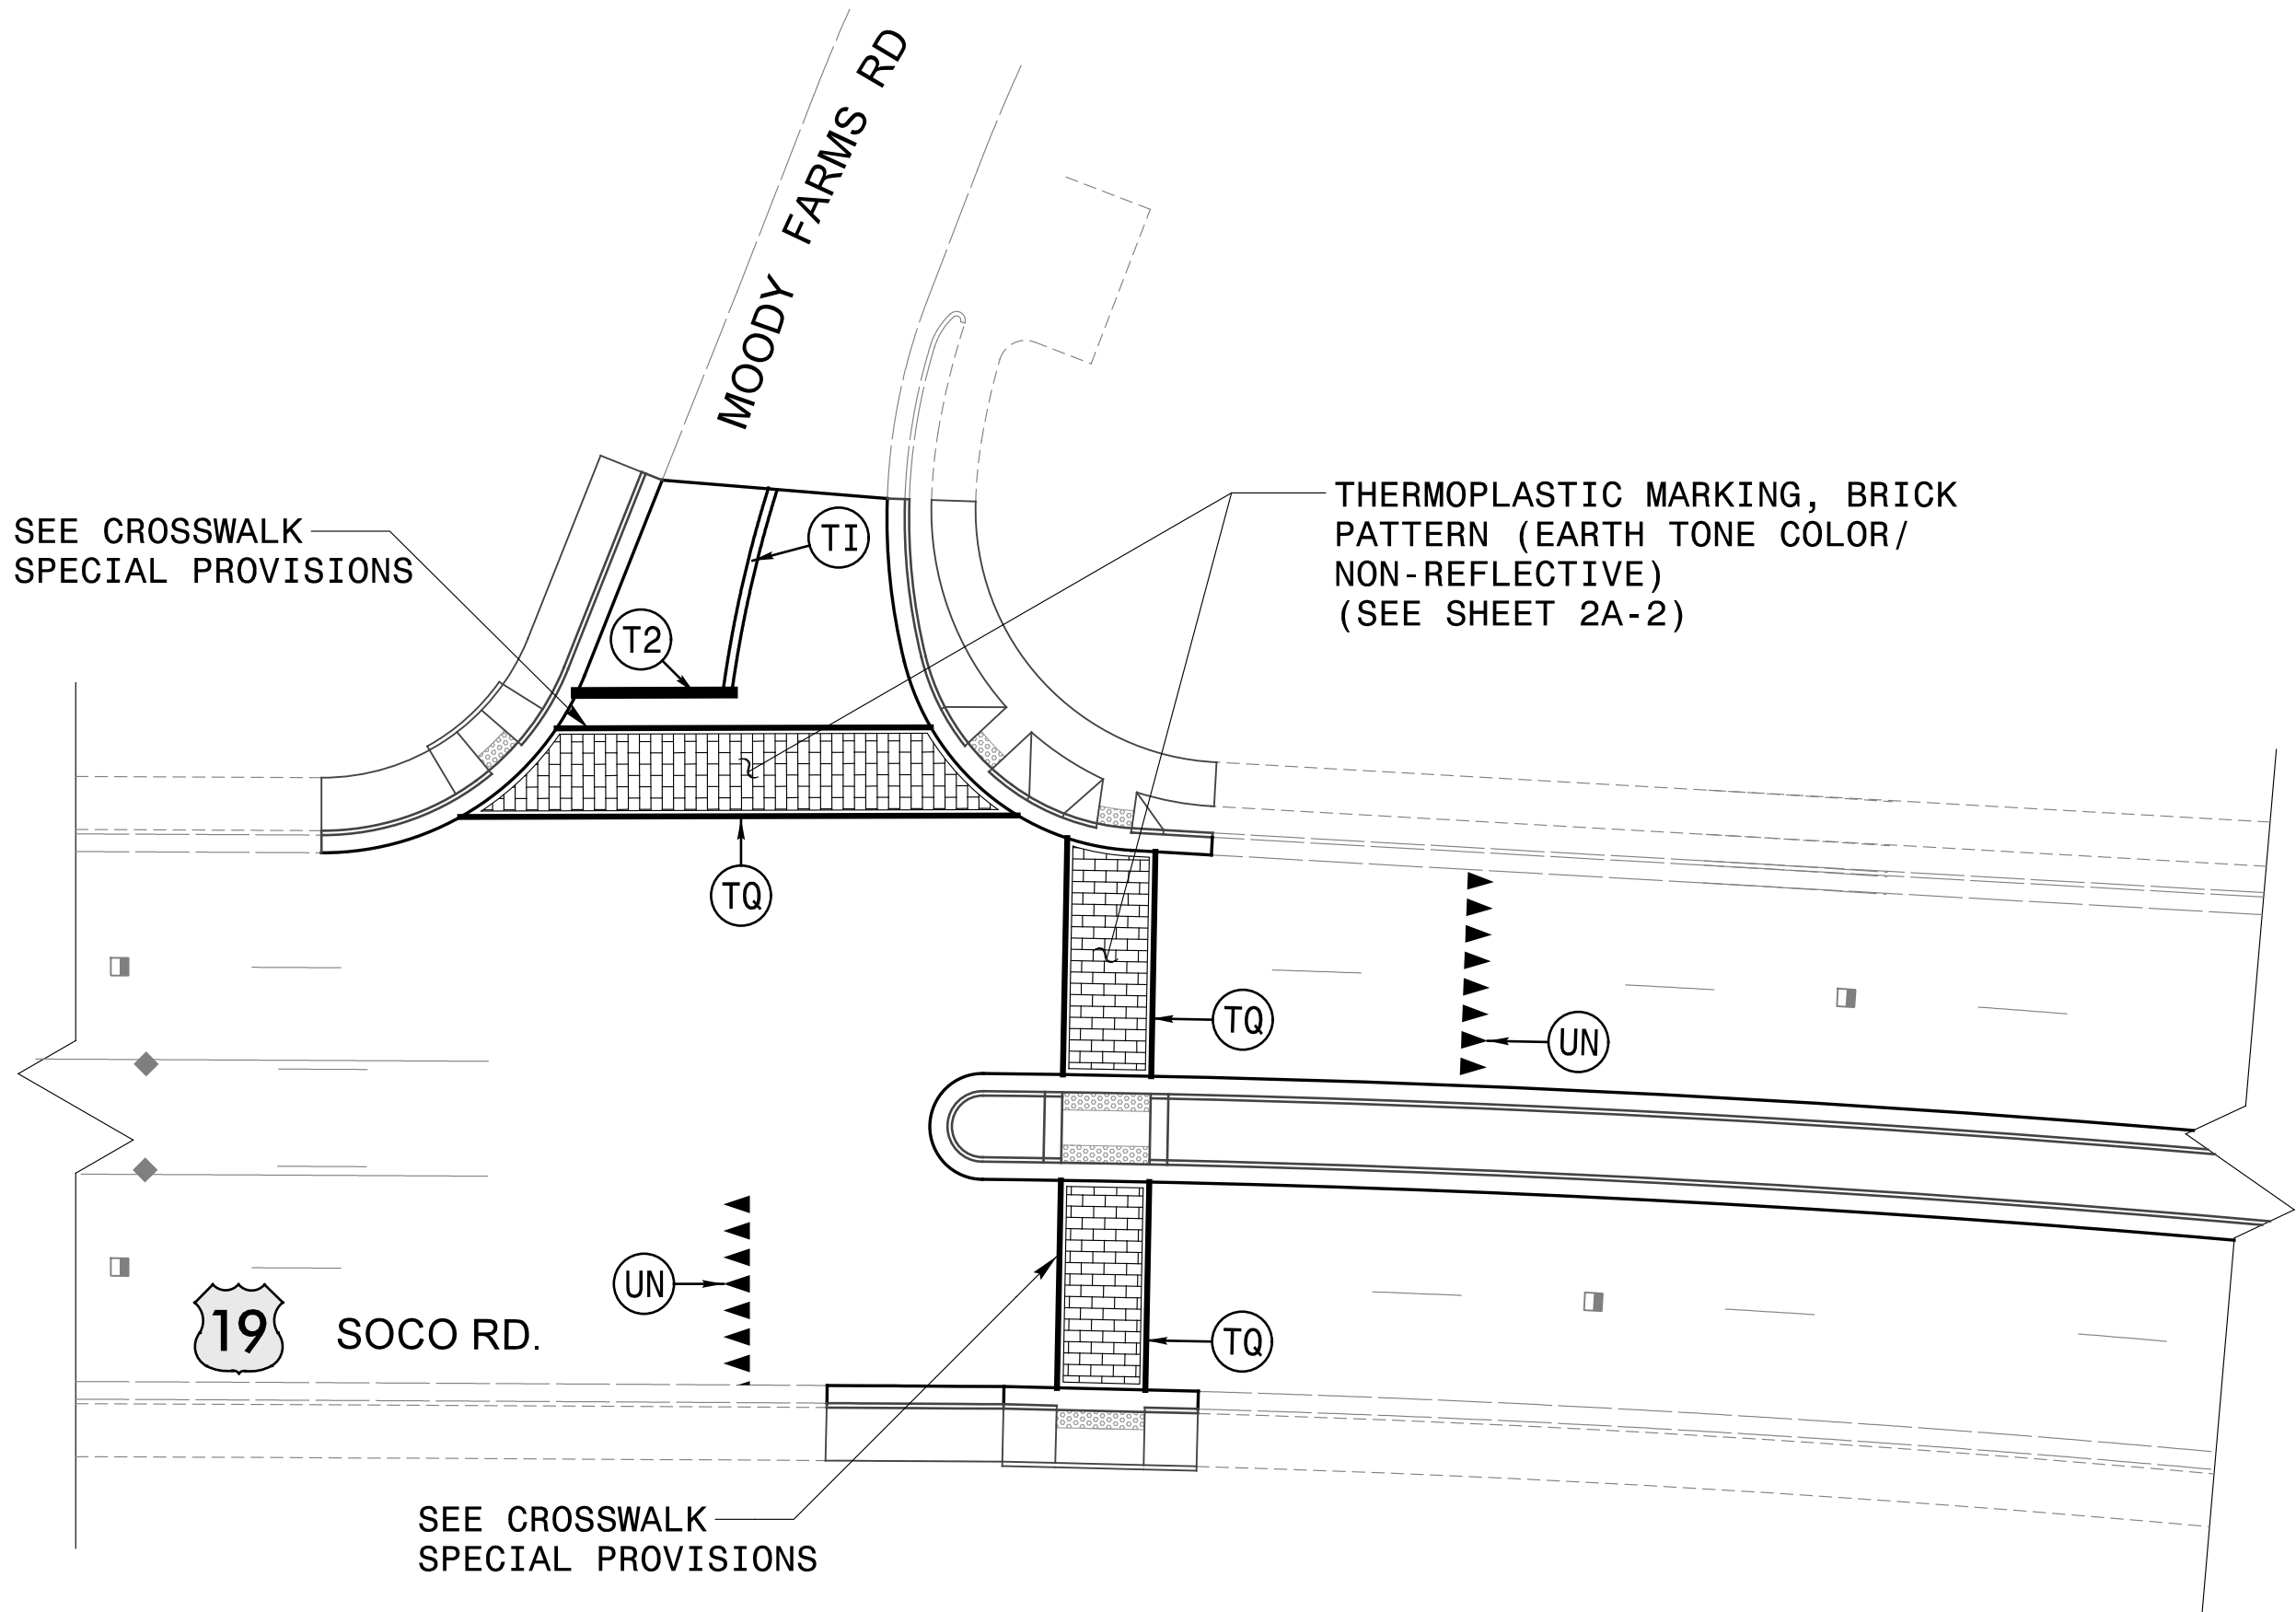 MOODY FARMS RD
THERMOPLASTIC MARKING, BRICK
PATTERN (EARTH TONE COLOR/
NON-REFLECTIVE)
(SEE SHEET 2A-2)
SEE CROSSWALK
SPECIAL PROVISIONS
TI
T2
TQ
TQ
UN
UN
19
SOCO RD.
TQ
SEE CROSSWALK
SPECIAL PROVISIONS